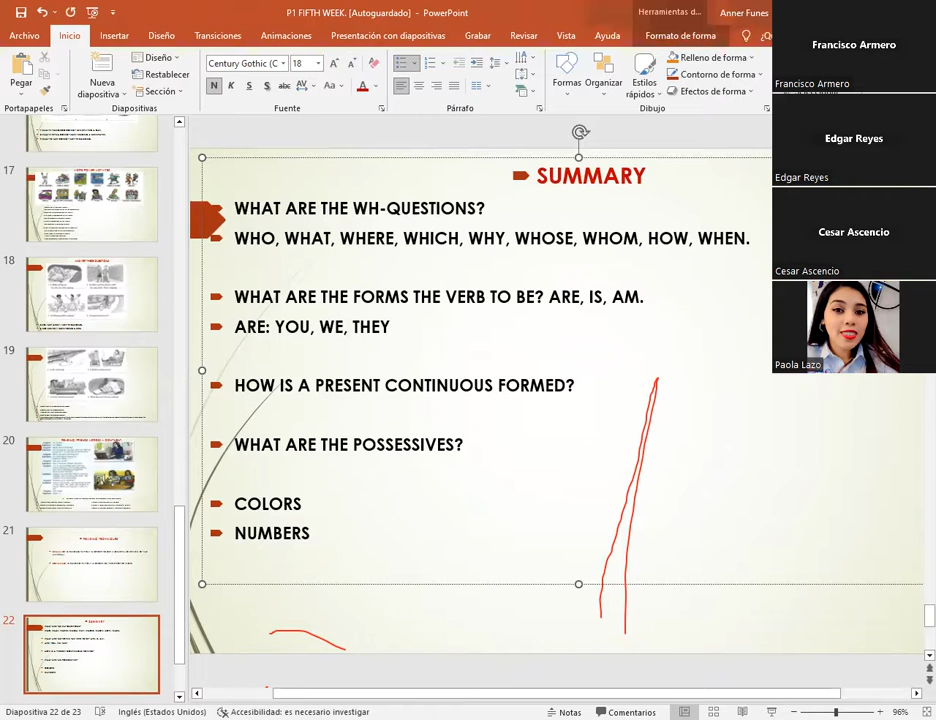 P1 FIFTH WEEK. [Autoguardado] - PowerPoint
Herramientas d...
Anner Funes
Archivo
Inicio
Insertar
Diseño
Transiciones
Animaciones
Presentación con diapositivas
Grabar
Revisar
Vista
Ayuda
Formato de forma
¿Q
Pegar
Nueva
diapositiva
Diseño
Restablecer
Sección
Century Gothic (C
18
N
K
S
abc
AV
Aa
A
Formas
Organizar
Estilos
rápidos
Relleno de forma
Contorno de forma
Efectos de forma
Portapapeles
Diapositivas
Fuente
Párrafo
Dibujo
17
18
19
20
21
22
SUMMARY
WHAT ARE THE WH-QUESTIONS?
WHO, WHAT, WHERE, WHICH, WHY, WHOSE, WHOM, HOW, WHEN.
WHAT ARE THE FORMS THE VERB TO BE? ARE, IS, AM.
ARE: YOU, WE, THEY
HOW IS A PRESENT CONTINUOUS FORMED?
WHAT ARE THE POSSESSIVES?
COLORS
NUMBERS
Francisco Armero
Francisco Armero
Edgar Reyes
Edgar Reyes
Cesar Ascencio
Cesar Ascencio
Paola Lazo
Diapositiva 22 de 23
Inglés (Estados Unidos)
Accesibilidad: es necesario investigar
Notas
Comentarios
96%